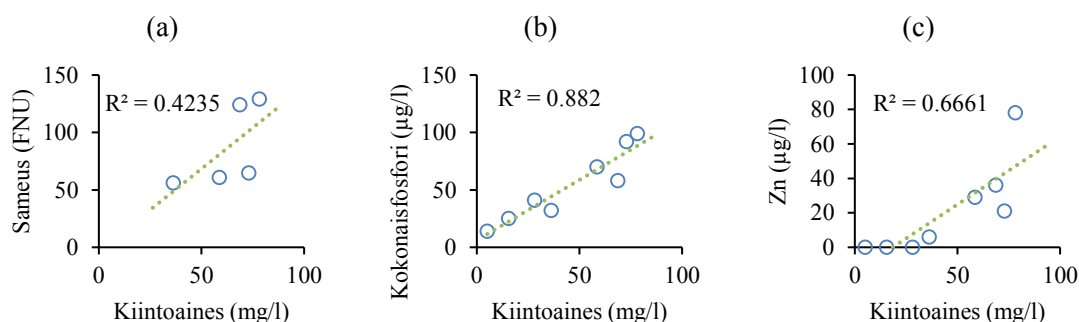 (a)
(b)
(c)
Sameus (FNU)
150
100
50
0
R² = 0.4235
0
50
100
Kiintoaines (mg/l)
Kokonaisfosfori (µg/l)
150
100
50
0
R² = 0.882
0
50
100
Kiintoaines (mg/l)
Zn (µg/l)
100
80
60
40
20
0
R² = 0.6661
0
50
100
Kiintoaines (mg/l)